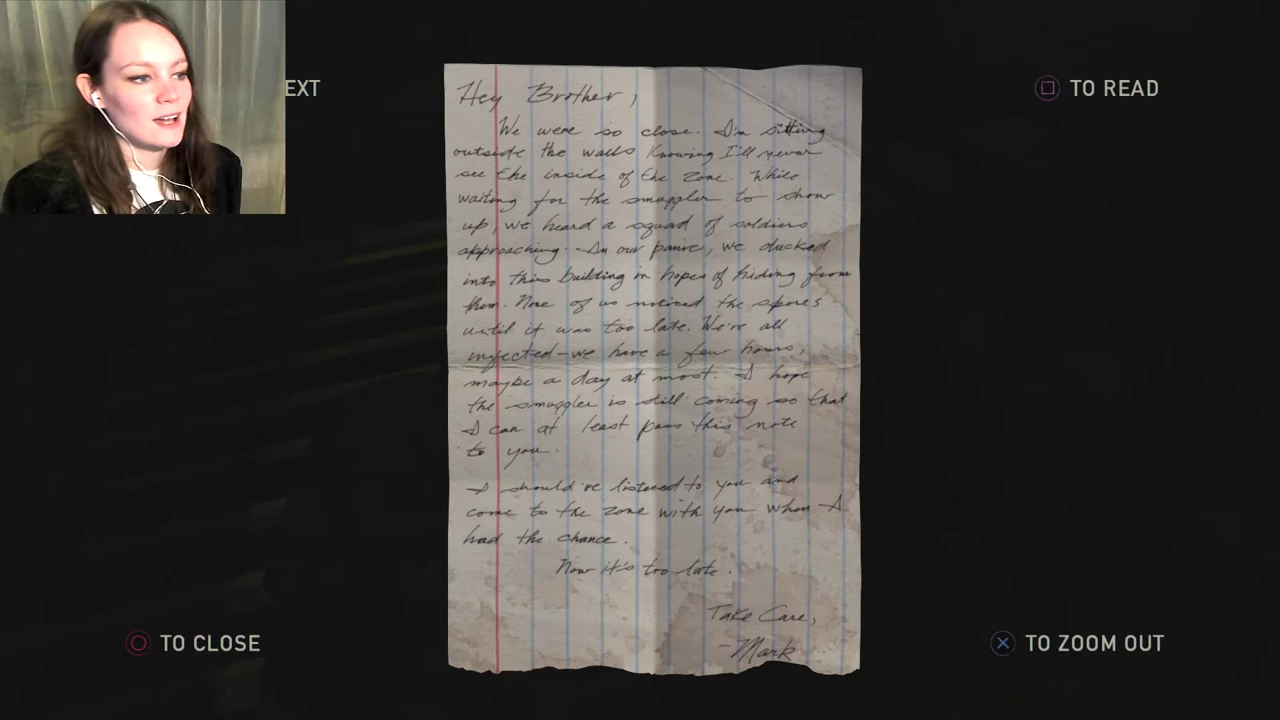 EXT
TO READ
Hey Brother,
We were so close. I'm sitting
outside the walls knowing I'll never
see the inside of the zone. While
waiting for the smuggler to show
up, we heard a squad of soldiers
approaching. In our panic, we ducked
into this building in hopes of hiding from
them. None of us noticed the spores
until it was too late. We're all
infected-we have a few hours,
maybe a day at most. I hope
the smuggler is still coming so that
I can at least pass this note
to you.
I should've listened to you and
come to the zone with you when I
had the chance.
Now it's too late.
Take Care,
-Mark
TO CLOSE
TO ZOOM OUT